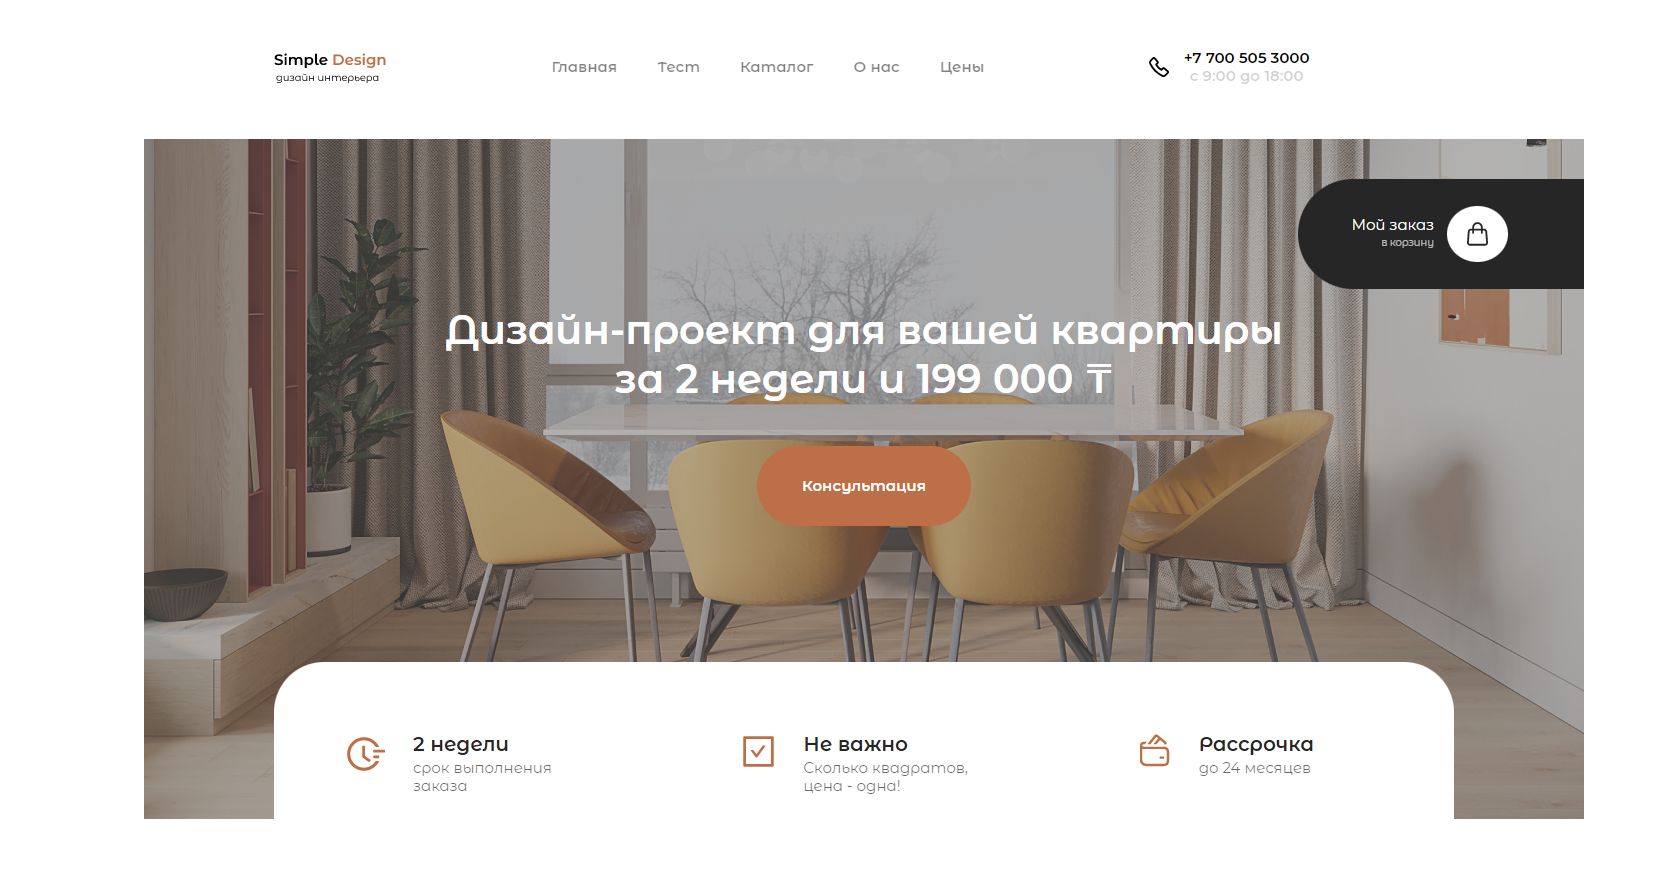 Simple Design
дизайн интерьера
Главная
Тест
Каталог
О нас
Цены
+7 700 505 3000
с 9:00 до 18:00
Мой заказ
в корзину
Дизайн-проект для вашей квартиры
за 2 недели и 199 000 ₸
Консультация
2 недели
срок выполнения
заказа
Не важно
Сколько квадратов,
цена - одна!
Рассрочка
до 24 месяцев